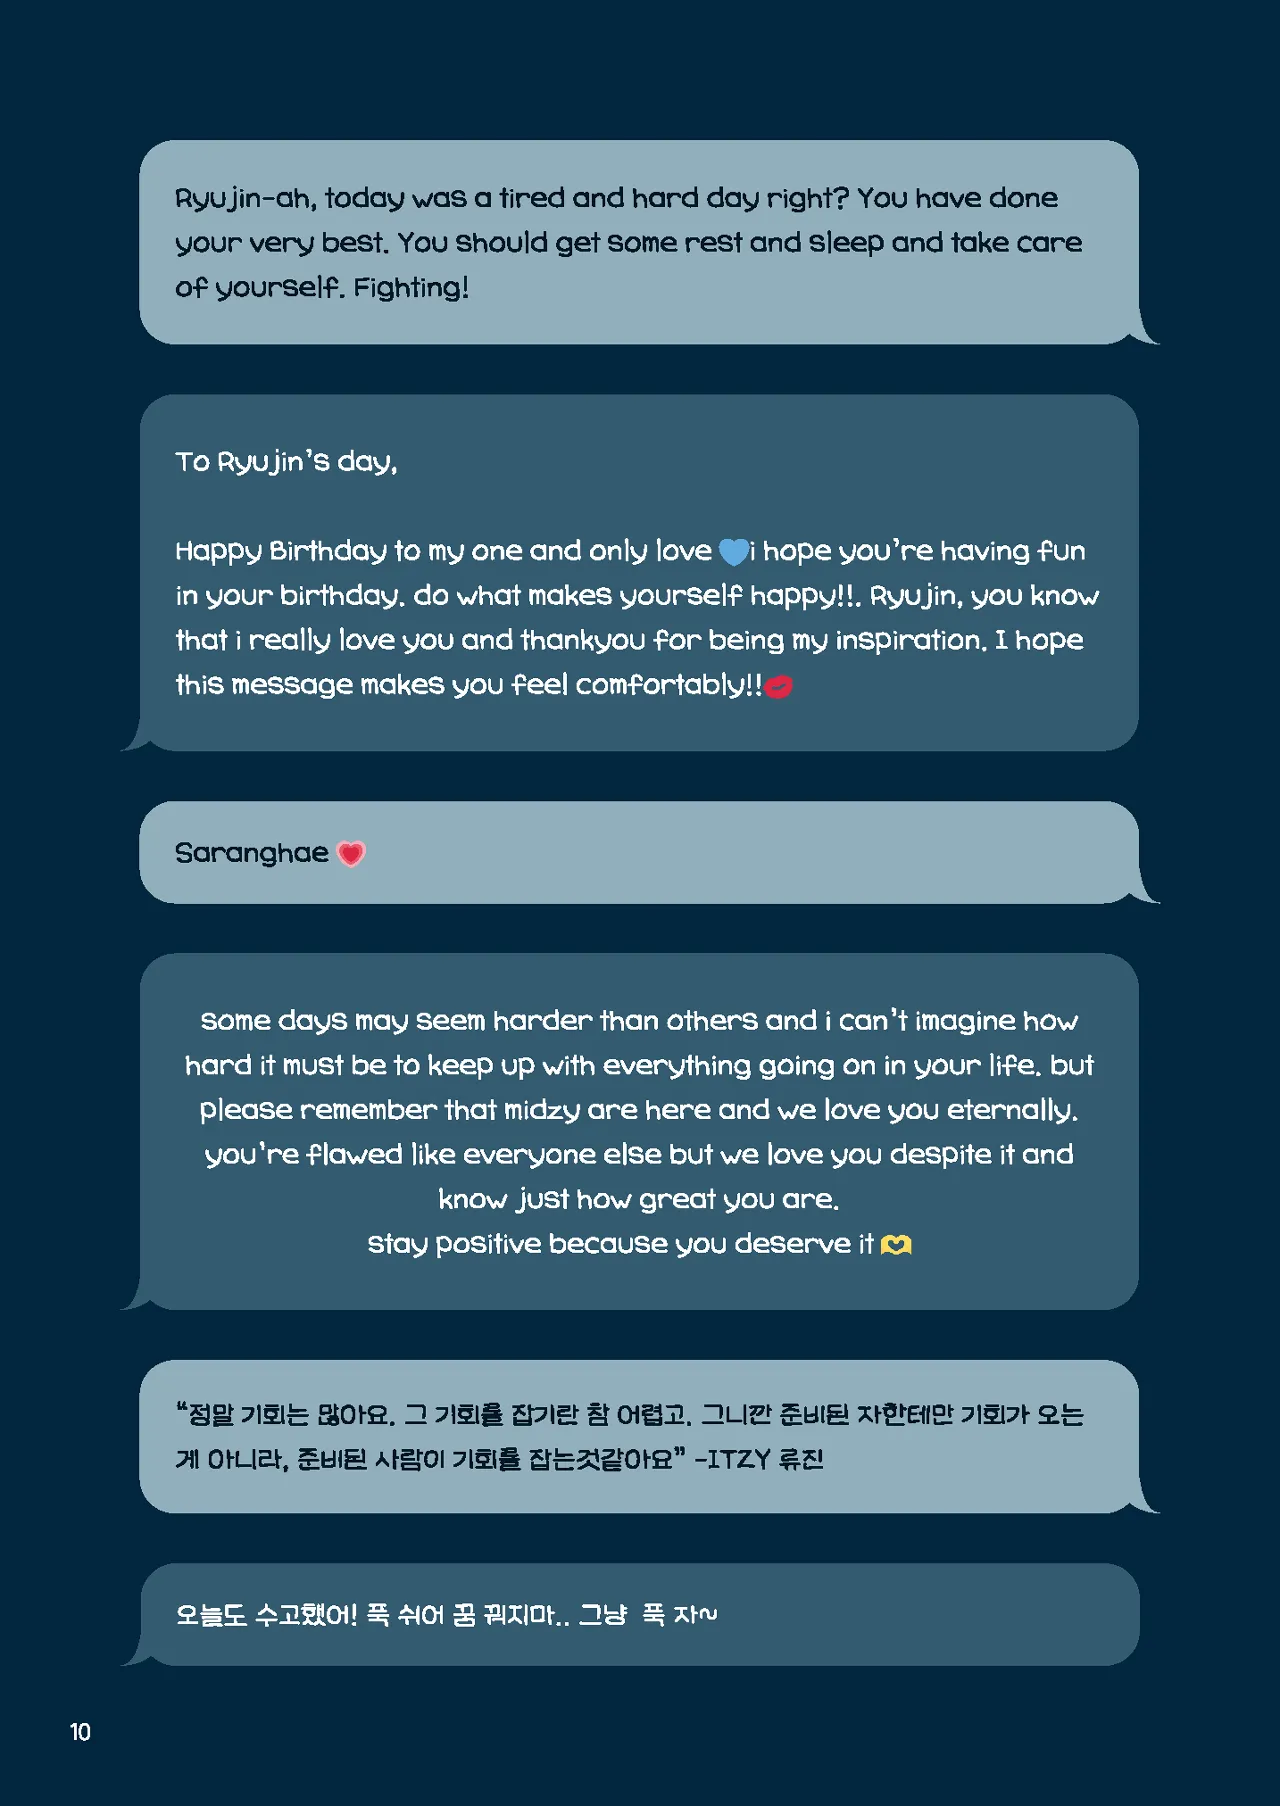 Ryujin-ah, today was a tired and hard day right? You have done
your very best. You should get some rest and sleep and take care
of yourself. Fighting!
To Ryujin's day,
Happy Birthday to my one and only love 💙i hope you're having fun
in your birthday. do what makes yourself happy!!. Ryujin, you know
that i really love you and thankyou for being my inspiration. I hope
this message makes you feel comfortably!!💋
Saranghae 💗
some days may seem harder than others and i can't imagine how
hard it must be to keep up with everything going on in your life. but
please remember that midzy are here and we love you eternally.
you're flawed like everyone else but we love you despite it and
know just how great you are.
stay positive because you deserve it 🫶
“정말 기회는 많아요. 그 기회를 잡기란 참 어렵고. 그니깐 준비된 자한테만 기회가 오는
게 아니라, 준비된 사람이 기회를 잡는것같아요” -ITZY 류진
오늘도 수고했어! 푹 쉬어 꿈 꿔지마.. 그냥  푹 자~
10